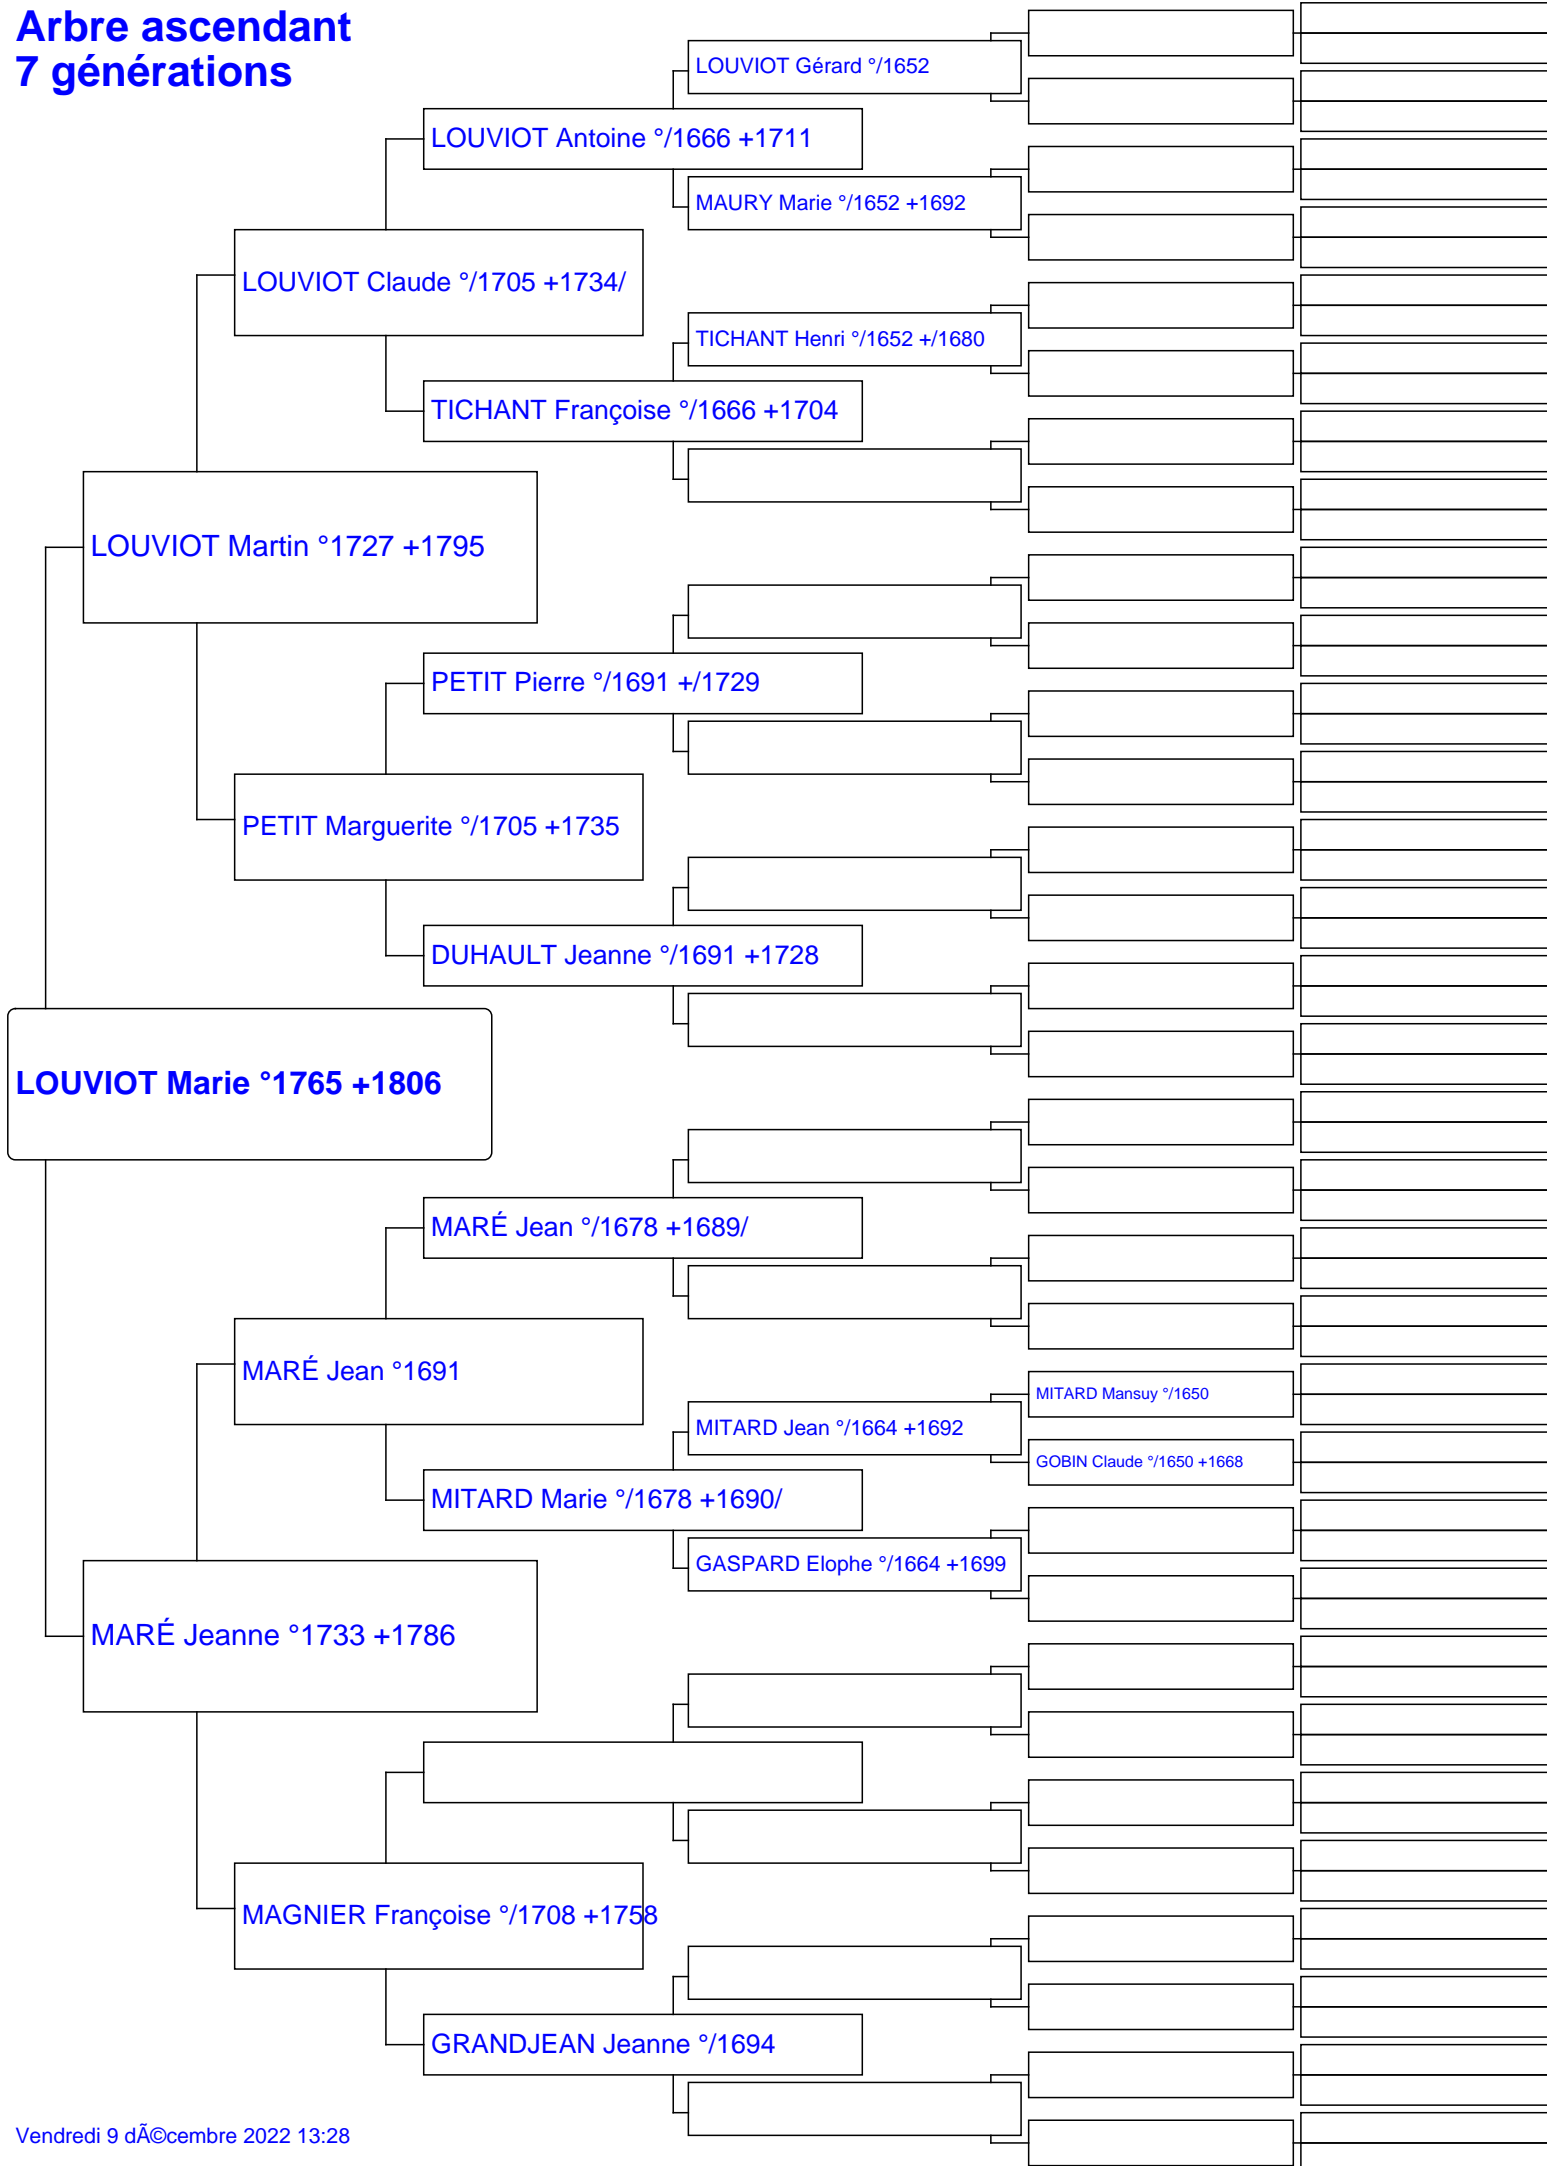 Arbre ascendant
7 générations
LOUVIOT Gérard °/1652
LOUVIOT Antoine °/1666 +1711
MAURY Marie °/1652 +1692
LOUVIOT Claude °/1705 +1734/
TICHANT Henri °/1652 +/1680
TICHANT Françoise °/1666 +1704
LOUVIOT Martin °1727 +1795
PETIT Pierre °/1691 +/1729
PETIT Marguerite °/1705 +1735
DUHAULT Jeanne °/1691 +1728
LOUVIOT Marie °1765 +1806
MARÉ Jean °/1678 +1689/
MARÉ Jean °1691
MITARD Mansuy °/1650
MITARD Jean °/1664 +1692
GOBIN Claude °/1650 +1668
MITARD Marie °/1678 +1690/
GASPARD Elophe °/1664 +1699
MARÉ Jeanne °1733 +1786
MAGNIER Françoise °/1708 +1758
GRANDJEAN Jeanne °/1694
Vendredi 9 dÃ©cembre 2022 13:28